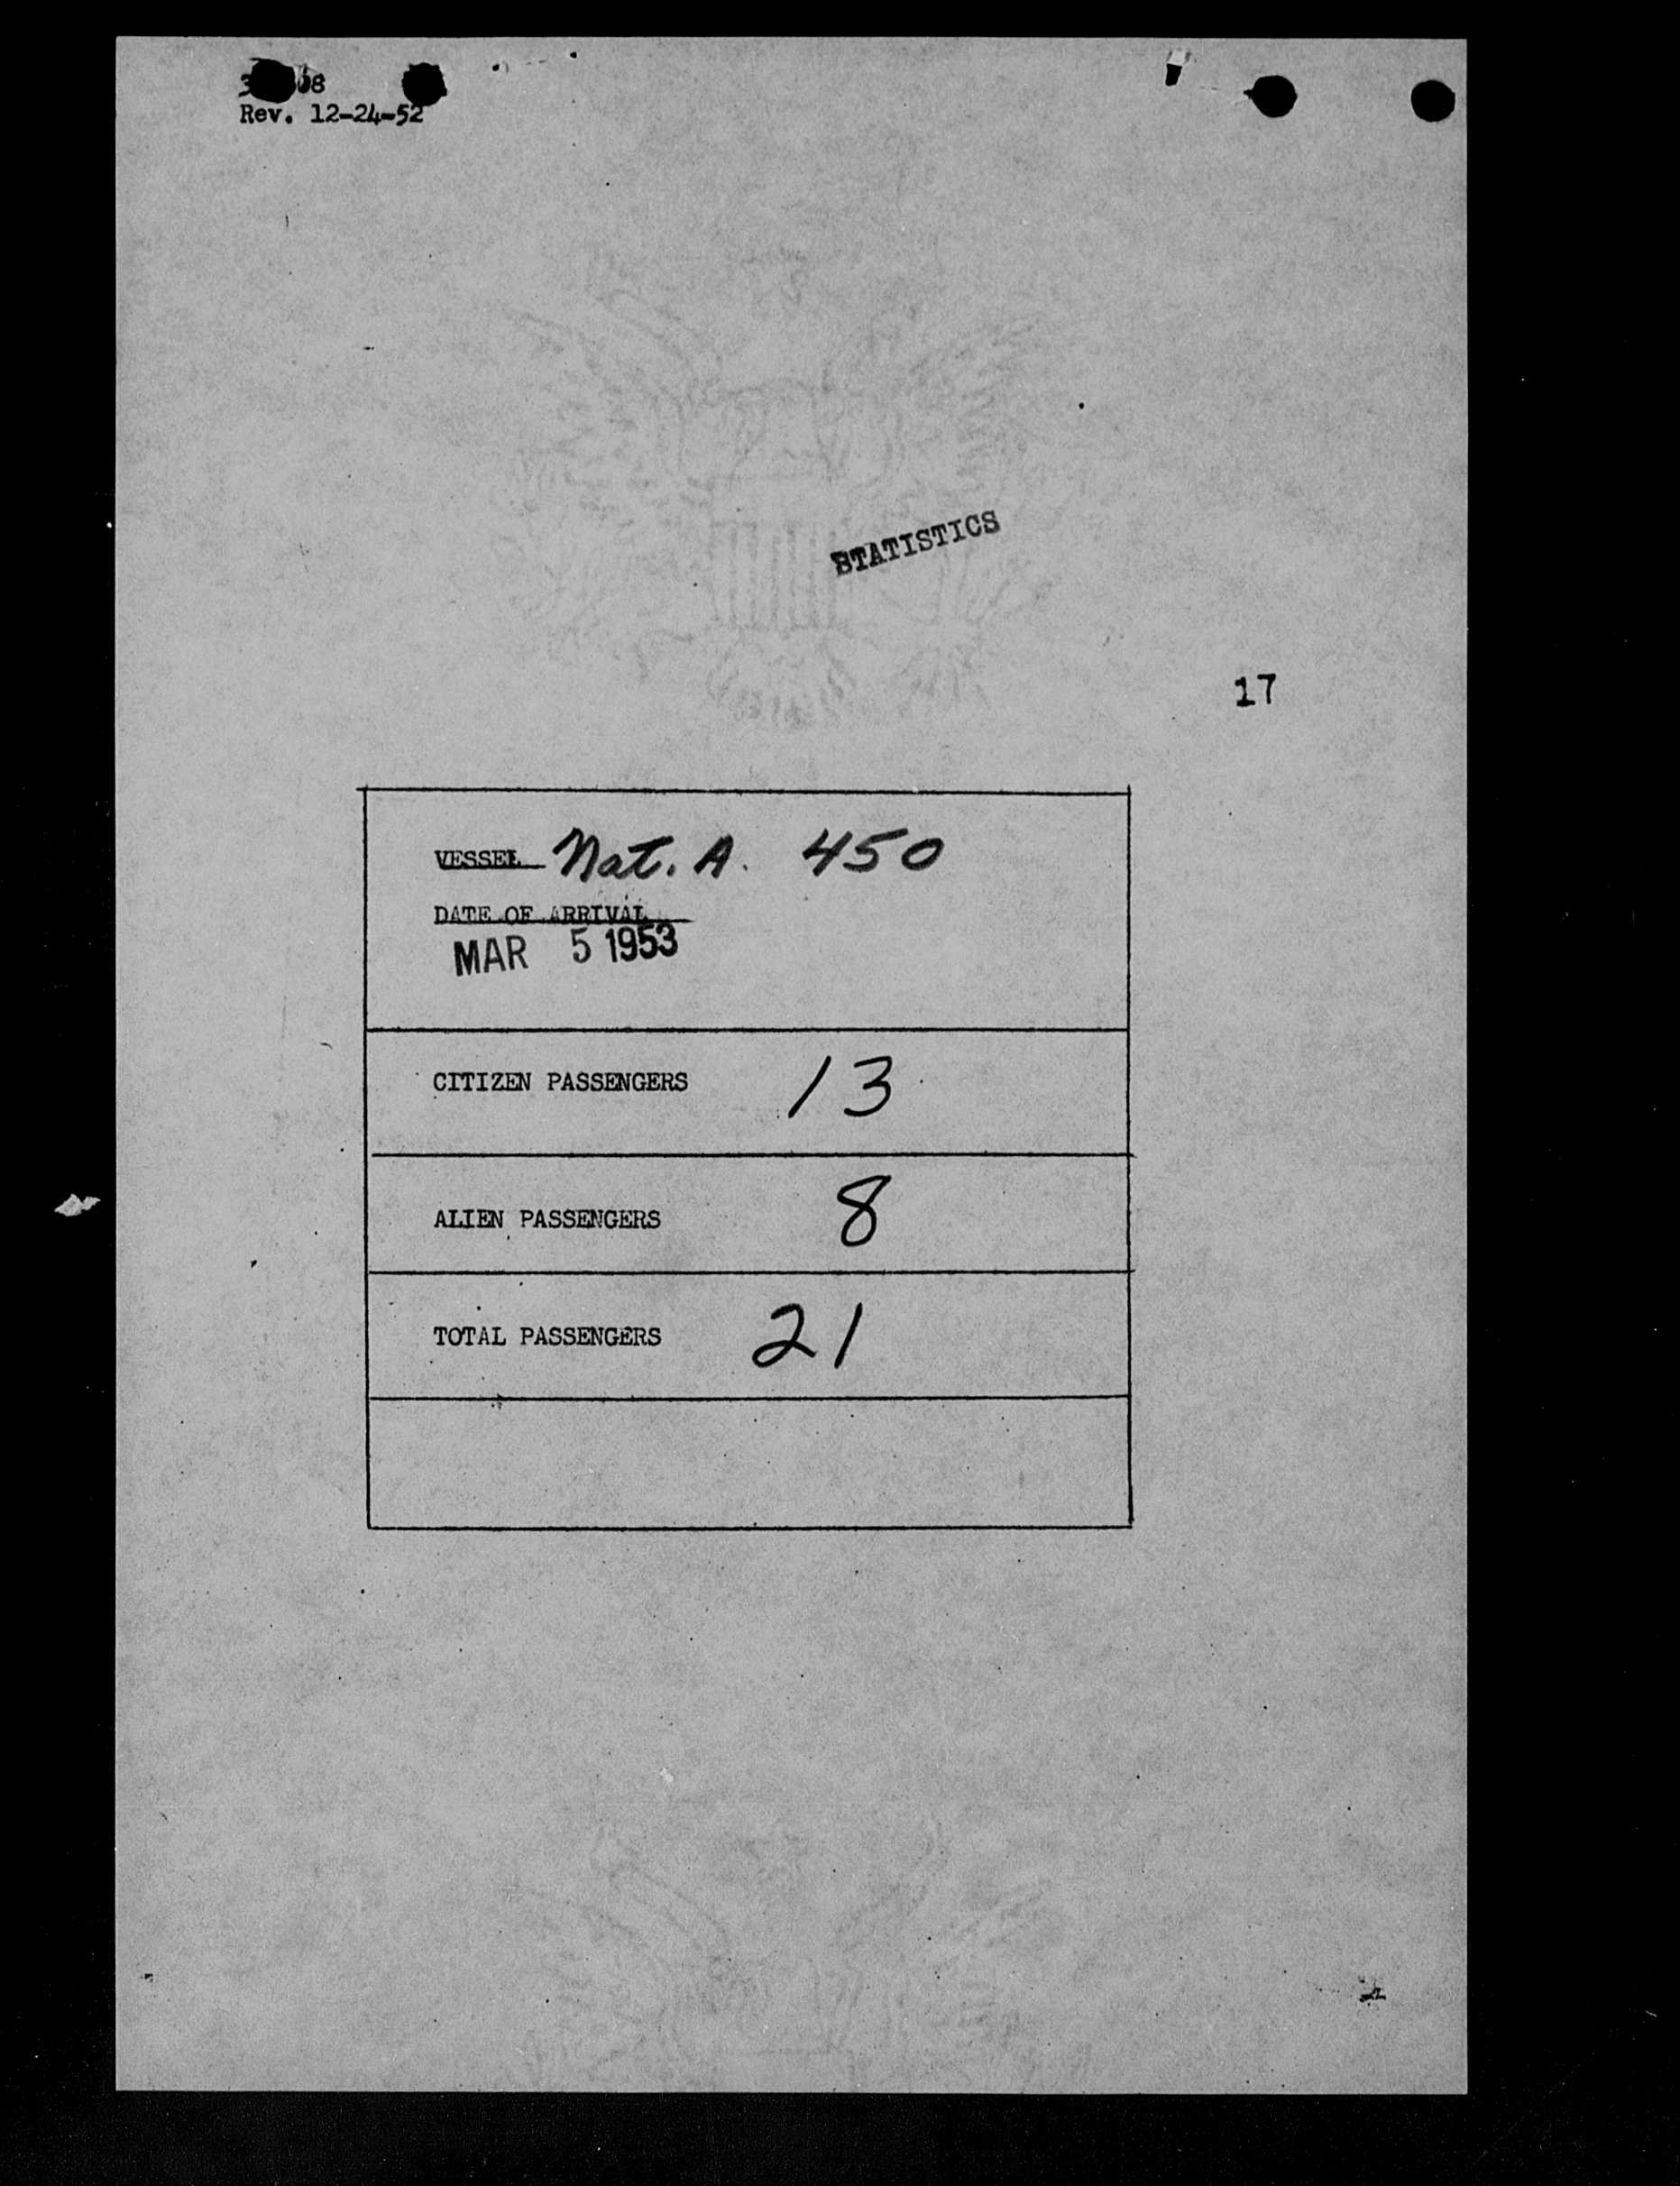 Rev. 12-24-52
STATISTICS
17
VESSEL Nat. A. 450
DATE OF ARRIVAL
MAR 5 1953
CITIZEN PASSENGERS 13
ALIEN PASSENGERS 8
TOTAL PASSENGERS 21